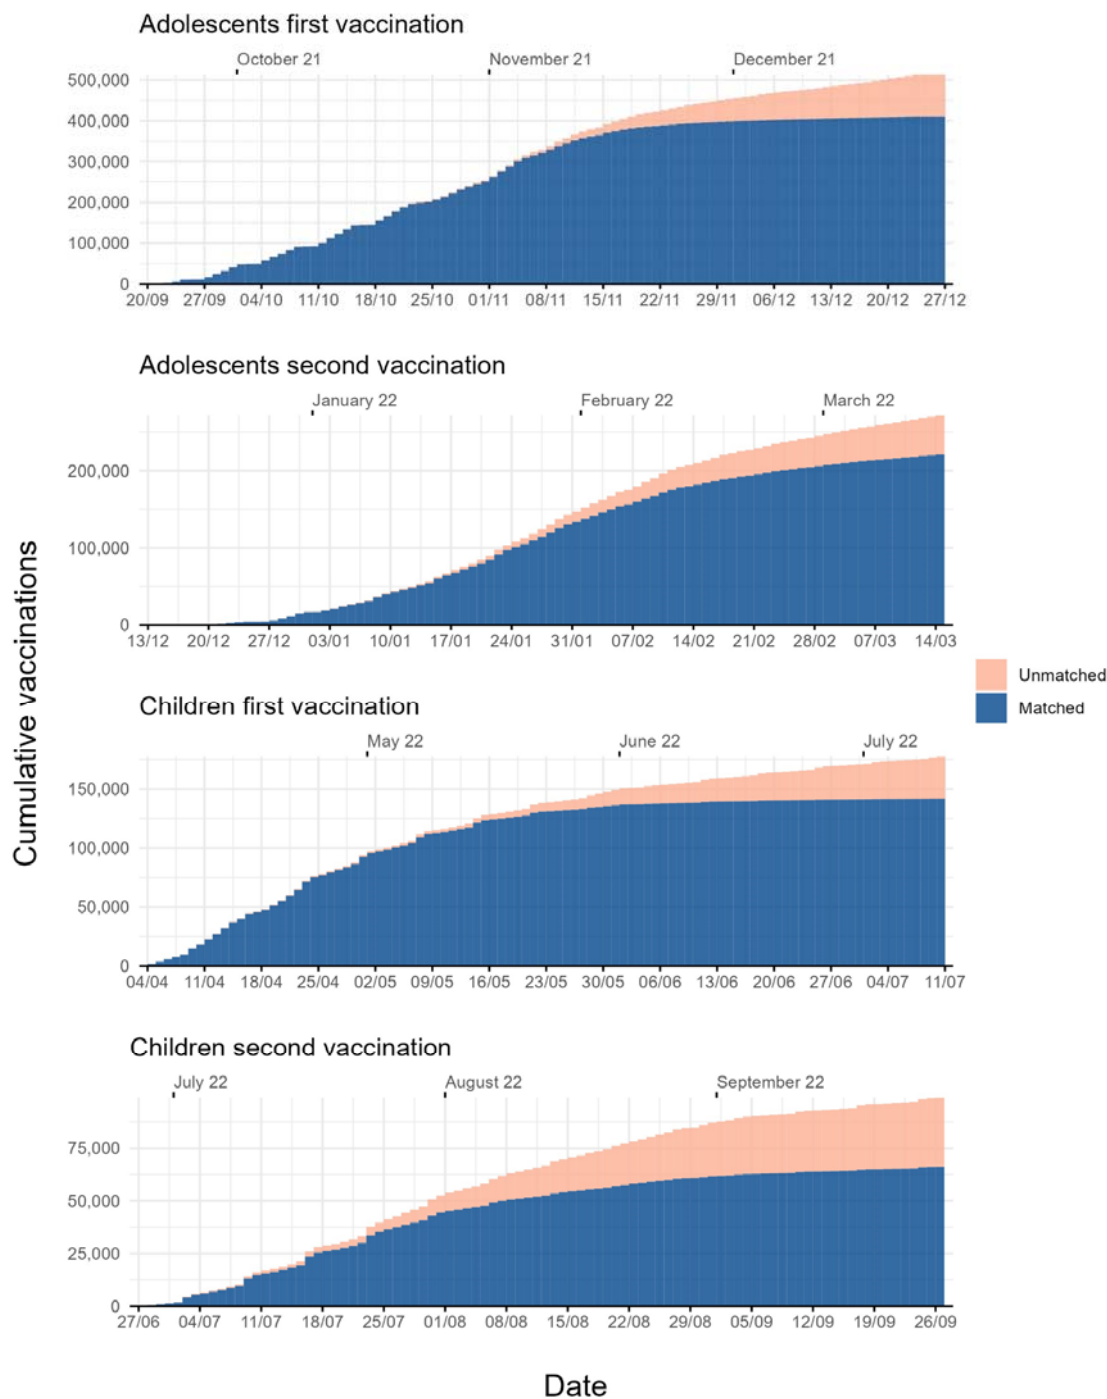 Adolescents first vaccination
October 21 November 21 December 21
500,000
400,000
300,000
200,000
100,000
0
20/09 27/09 04/10 11/10 18/10 25/10 01/11 08/11 15/11 22/11 29/11 06/12 13/12 20/12 27/12
Adolescents second vaccination
January 22 February 22 March 22
200,000
100,000
0
13/12 20/12 27/12 03/01 10/01 17/01 24/01 31/01 07/02 14/02 21/02 28/02 07/03 14/03
Cumulative vaccinations
Unmatched
Matched
Children first vaccination
May 22 June 22 July 22
150,000
100,000
50,000
0
04/04 11/04 18/04 25/04 02/05 09/05 16/05 23/05 30/05 06/06 13/06 20/06 27/06 04/07 11/07
Children second vaccination
July 22 August 22 September 22
75,000
50,000
25,000
0
27/06 04/07 11/07 18/07 25/07 01/08 08/08 15/08 22/08 29/08 05/09 12/09 19/09 26/09
Date